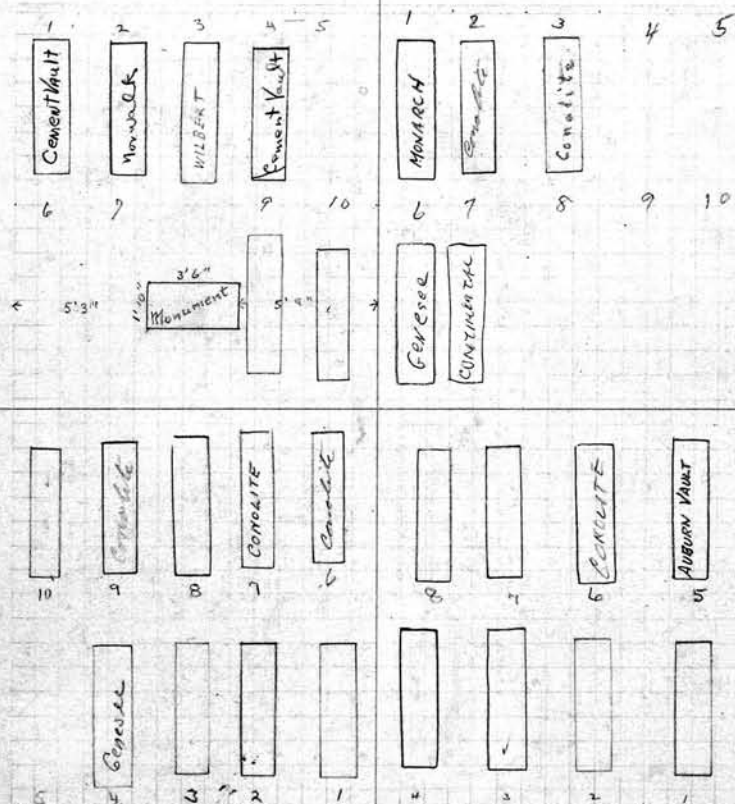 1 2 3 4 5
Cement Vault
Norwalk
WILBERT
Cement Vault
6 7 9 10
3'6"
5'3"
1'10"
Monument
1 2 3 4 5
MONARCH
Conolite
Conolite
6 7 8 9 10
Genesee
CONTINENTAL
Conolite
CONOLITE
Conolite
10 9 8 7 6
Genesee
5 4 3 2 1
CONOLITE
AUBURN VAULT
8 7 6 5
4 3 2 1